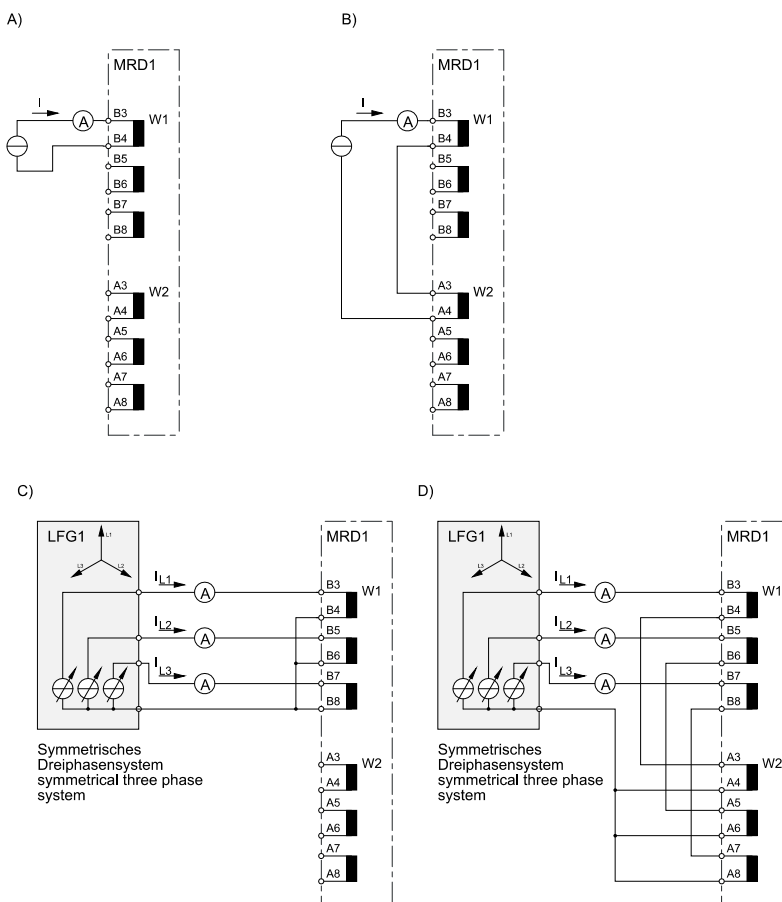 A)
MRD1
I
A
B3
W1
B4
B5
B6
B7
B8
A3
W2
A4
A5
A6
A7
A8
B)
MRD1
I
A
B3
W1
B4
B5
B6
B7
B8
A3
W2
A4
A5
A6
A7
A8
C)
LFG1
L1
L3
L2
IL1
A
IL2
A
IL3
A
MRD1
B3
W1
B4
B5
B6
B7
B8
A3
W2
A4
A5
A6
A7
A8
Symmetrisches
Dreiphasensystem
symmetrical three phase
system
D)
LFG1
L1
L3
L2
IL1
A
IL2
A
IL3
A
MRD1
B3
W1
B4
B5
B6
B7
B8
A3
W2
A4
A5
A6
A7
A8
Symmetrisches
Dreiphasensystem
symmetrical three phase
system